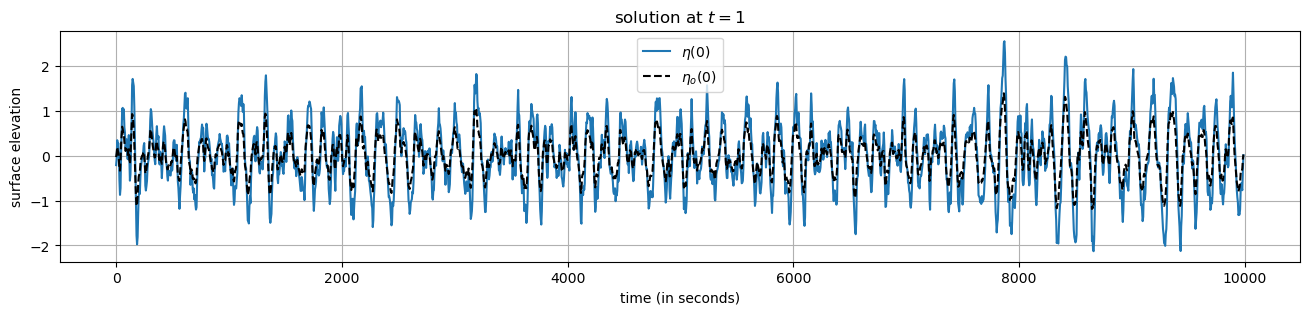 solution at t = 1
η(0)
ηo(0)
surface elevation
2
1
0
−1
−2
0
2000
4000
6000
8000
10000
time (in seconds)